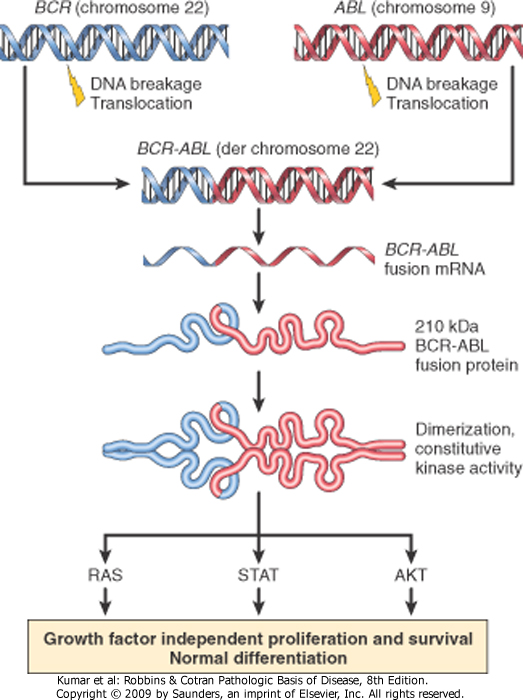 BCR (chromosome 22)
ABL (chromosome 9)
DNA breakage
Translocation
DNA breakage
Translocation
BCR-ABL (der chromosome 22)
BCR-ABL
fusion mRNA
210 kDa
BCR-ABL
fusion protein
Dimerization,
constitutive
kinase activity
RAS
STAT
AKT
Growth factor independent proliferation and survival
Normal differentiation
Kumar et al: Robbins & Cotran Pathologic Basis of Disease, 8th Edition.
Copyright © 2009 by Saunders, an imprint of Elsevier, Inc. All rights reserved.